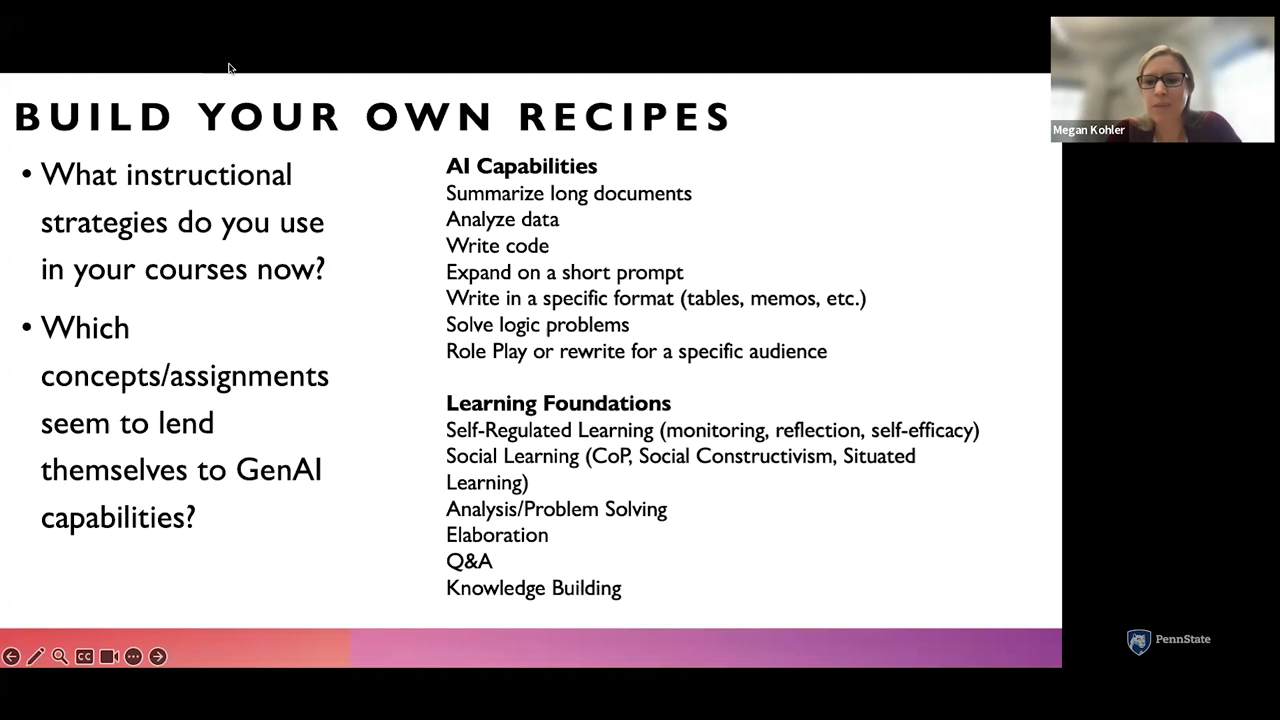 BUILD YOUR OWN RECIPES
• What instructional
strategies do you use
in your courses now?
• Which
concepts/assignments
seem to lend
themselves to GenAI
capabilities?
AI Capabilities
Summarize long documents
Analyze data
Write code
Expand on a short prompt
Write in a specific format (tables, memos, etc.)
Solve logic problems
Role Play or rewrite for a specific audience
Learning Foundations
Self-Regulated Learning (monitoring, reflection, self-efficacy)
Social Learning (CoP, Social Constructivism, Situated
Learning)
Analysis/Problem Solving
Elaboration
Q&A
Knowledge Building
Megan Kohler
CC
PennState